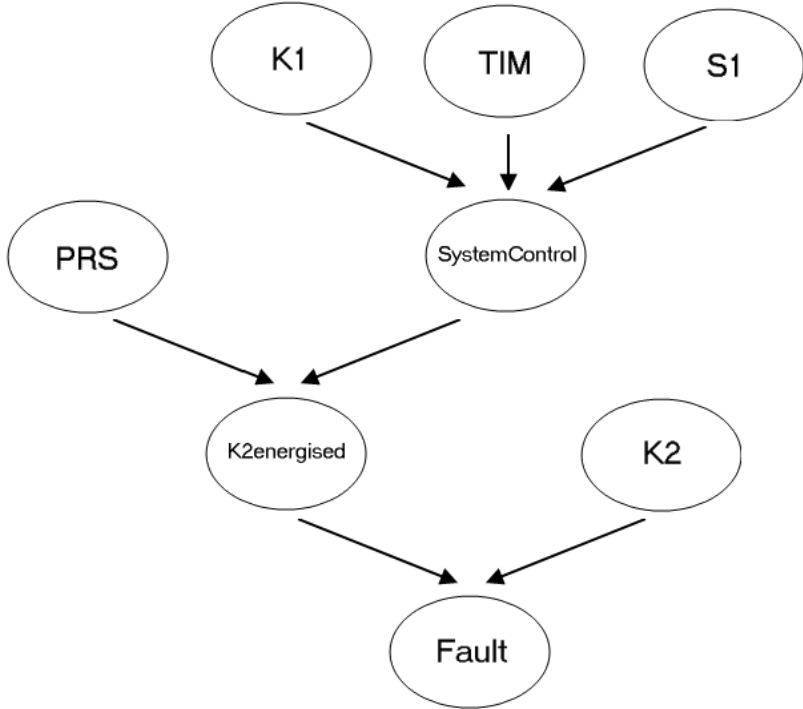 K1
TIM
S1
PRS
SystemControl
K2energised
K2
Fault